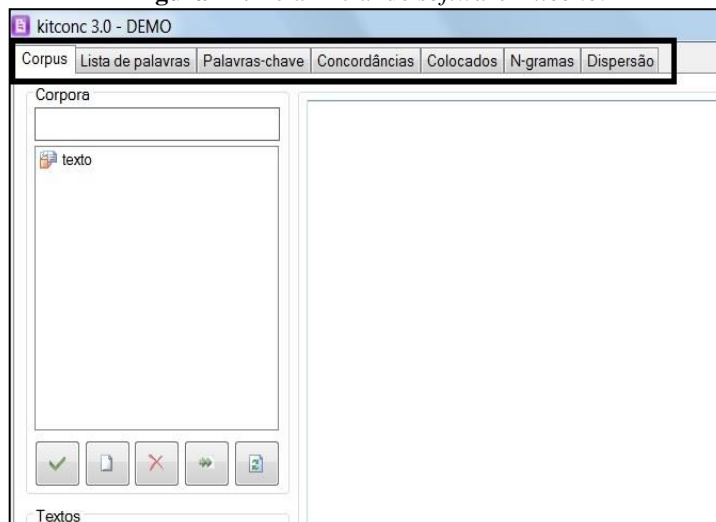 kitconc 3.0 - DEMO
Corpus Lista de palavras Palavras-chave Concordâncias Colocados N-gramas Dispersão
Corpora
texto
Textos